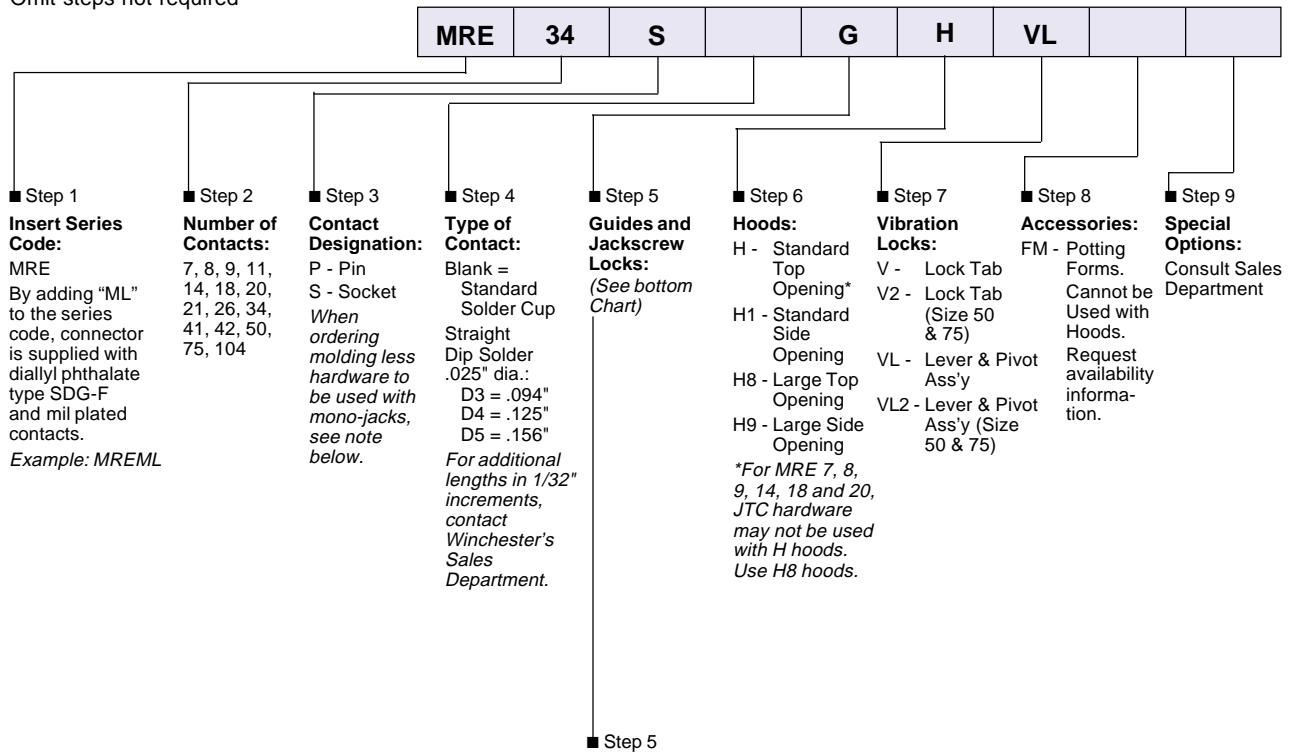 Omit steps not required
MRE 34 S G H VL
■ Step 1
Insert Series
Code:
MRE
By adding “ML”
to the series
code, connector
is supplied with
diallyl phthalate
type SDG-F
and mil plated
contacts.
Example: MREML
■ Step 2
Number of
Contacts:
7, 8, 9, 11,
14, 18, 20,
21, 26, 34,
41, 42, 50,
75, 104
■ Step 3
Contact
Designation:
P - Pin
S - Socket
When
ordering
molding less
hardware to
be used with
mono-jacks,
see note
below.
■ Step 4
Type of
Contact:
Blank =
Standard
Solder Cup
Straight
Dip Solder
.025" dia.:
D3 = .094"
D4 = .125"
D5 = .156"
For additional
lengths in 1/32"
increments,
contact
Winchester’s
Sales
Department.
■ Step 5
Guides and
Jackscrew
Locks:
(See bottom
Chart)
■ Step 6
Hoods:
H - Standard
Top
Opening*
H1 - Standard
Side
Opening
H8 - Large Top
Opening
H9 - Large Side
Opening
*For MRE 7, 8,
9, 14, 18 and 20,
JTC hardware
may not be used
with H hoods.
Use H8 hoods.
■ Step 7
Vibration
Locks:
V - Lock Tab
V2 - Lock Tab
(Size 50
& 75)
VL - Lever & Pivot
Ass’y
VL2 - Lever & Pivot
Ass’y (Size
50 & 75)
■ Step 8
Accessories:
FM - Potting
Forms.
Cannot be
Used with
Hoods.
Request
availability
informa-
tion.
■ Step 9
Special
Options:
Consult Sales
Department
■ Step 5